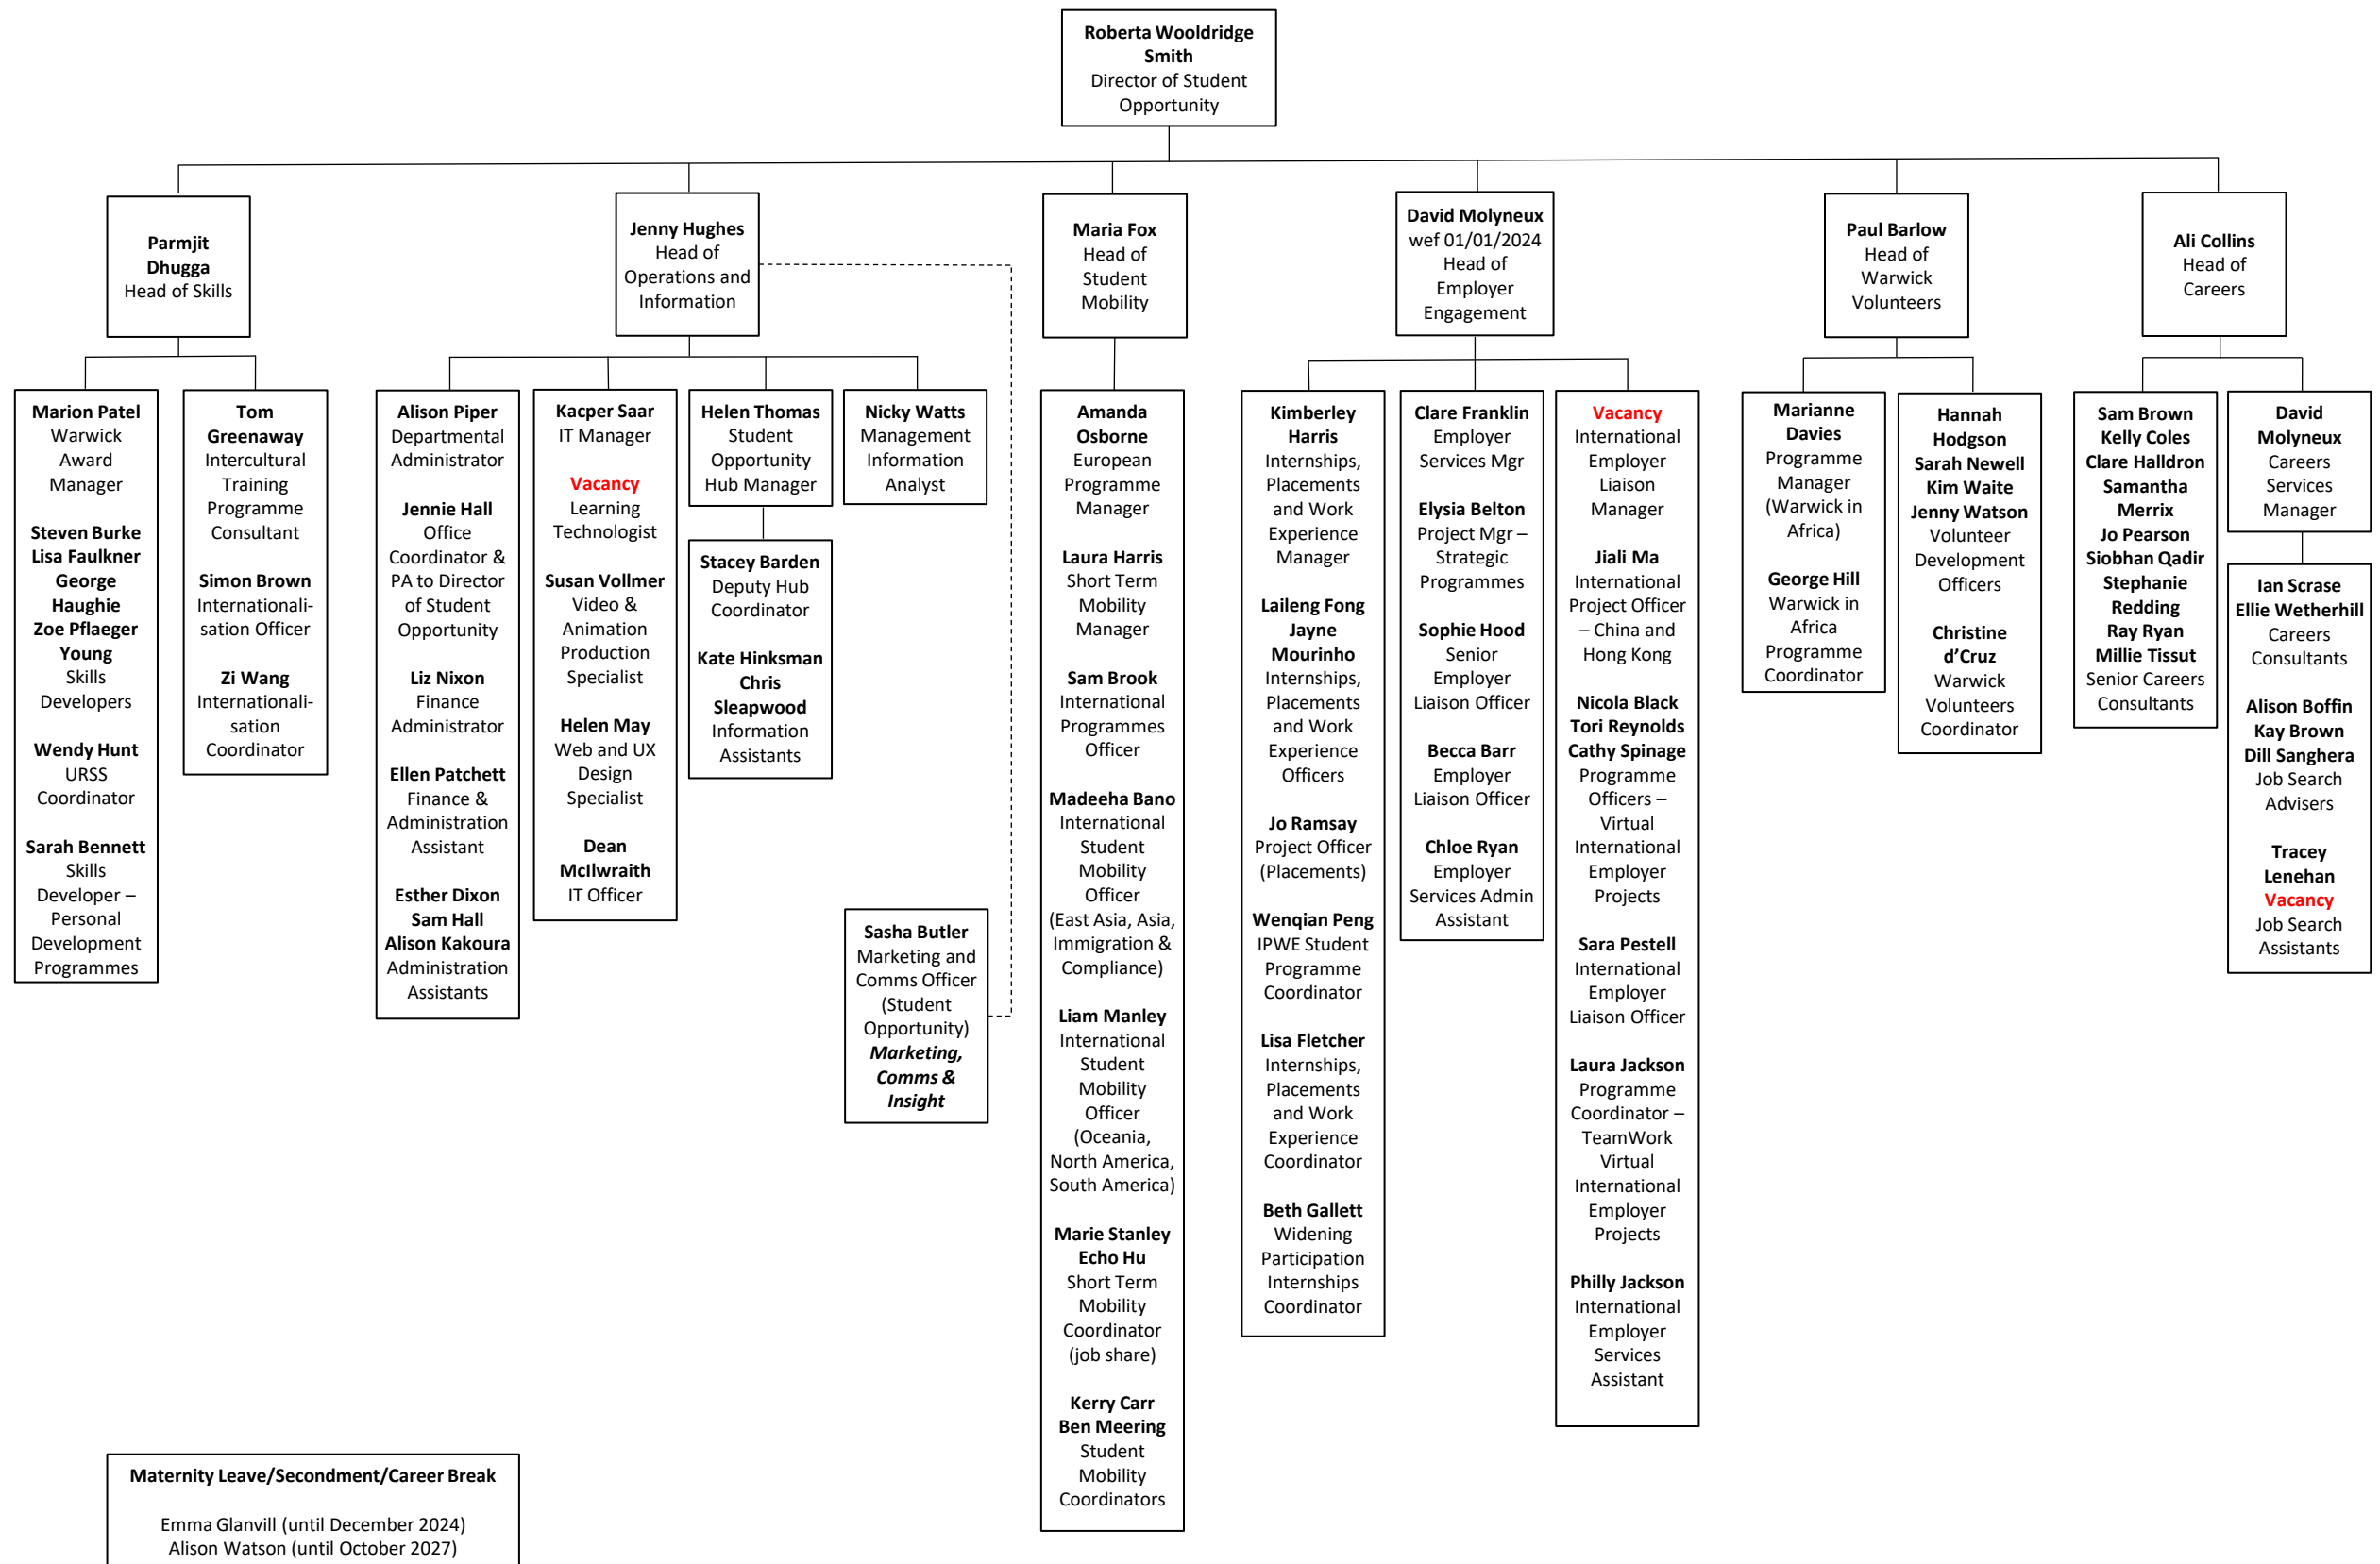 Roberta Wooldridge
Smith
Director of Student
Opportunity
Parmjit
Dhugga
Head of Skills
Jenny Hughes
Head of
Operations and
Information
Maria Fox
Head of
Student
Mobility
David Molyneux
wef 01/01/2024
Head of
Employer
Engagement
Paul Barlow
Head of
Warwick
Volunteers
Ali Collins
Head of
Careers
Marion Patel
Warwick
Award
Manager
Steven Burke
Lisa Faulkner
George
Haughie
Zoe Pflaeger
Young
Skills
Developers
Wendy Hunt
URSS
Coordinator
Sarah Bennett
Skills
Developer –
Personal
Development
Programmes
Tom
Greenaway
Intercultural
Training
Programme
Consultant
Simon Brown
Internationali-
sation Officer
Zi Wang
Internationali-
sation
Coordinator
Alison Piper
Departmental
Administrator
Jennie Hall
Office
Coordinator &
PA to Director
of Student
Opportunity
Liz Nixon
Finance
Administrator
Ellen Patchett
Finance &
Administration
Assistant
Esther Dixon
Sam Hall
Alison Kakoura
Administration
Assistants
Kacper Saar
IT Manager
Vacancy
Learning
Technologist
Susan Vollmer
Video &
Animation
Production
Specialist
Helen May
Web and UX
Design
Specialist
Dean
McIlwraith
IT Officer
Helen Thomas
Student
Opportunity
Hub Manager
Stacey Barden
Deputy Hub
Coordinator
Kate Hinksman
Chris
Sleapwood
Information
Assistants
Nicky Watts
Management
Information
Analyst
Sasha Butler
Marketing and
Comms Officer
(Student
Opportunity)
Marketing,
Comms &
Insight
Amanda
Osborne
European
Programme
Manager
Laura Harris
Short Term
Mobility
Manager
Sam Brook
International
Programmes
Officer
Madeeha Bano
International
Student
Mobility
Officer
(East Asia, Asia,
Immigration &
Compliance)
Liam Manley
International
Student
Mobility
Officer
(Oceania,
North America,
South America)
Marie Stanley
Echo Hu
Short Term
Mobility
Coordinator
(job share)
Kerry Carr
Ben Meering
Student
Mobility
Coordinators
Kimberley
Harris
Internships,
Placements
and Work
Experience
Manager
Laileng Fong
Jayne
Mourinho
Internships,
Placements
and Work
Experience
Officers
Jo Ramsay
Project Officer
(Placements)
Wenqian Peng
IPWE Student
Programme
Coordinator
Lisa Fletcher
Internships,
Placements
and Work
Experience
Coordinator
Beth Gallett
Widening
Participation
Internships
Coordinator
Clare Franklin
Employer
Services Mgr
Elysia Belton
Project Mgr –
Strategic
Programmes
Sophie Hood
Senior
Employer
Liaison Officer
Becca Barr
Employer
Liaison Officer
Chloe Ryan
Employer
Services Admin
Assistant
Vacancy
International
Employer
Liaison
Manager
Jiali Ma
International
Project Officer
– China and
Hong Kong
Nicola Black
Tori Reynolds
Cathy Spinage
Programme
Officers –
Virtual
International
Employer
Projects
Sara Pestell
International
Employer
Liaison Officer
Laura Jackson
Programme
Coordinator –
TeamWork
Virtual
International
Employer
Projects
Philly Jackson
International
Employer
Services
Assistant
Marianne
Davies
Programme
Manager
(Warwick in
Africa)
George Hill
Warwick in
Africa
Programme
Coordinator
Hannah
Hodgson
Sarah Newell
Kim Waite
Jenny Watson
Volunteer
Development
Officers
Christine
d’Cruz
Warwick
Volunteers
Coordinator
Sam Brown
Kelly Coles
Clare Halldron
Samantha
Merrix
Jo Pearson
Siobhan Qadir
Stephanie
Redding
Ray Ryan
Millie Tissut
Senior Careers
Consultants
David
Molyneux
Careers
Services
Manager
Ian Scrase
Ellie Wetherhill
Careers
Consultants
Alison Boffin
Kay Brown
Dill Sanghera
Job Search
Advisers
Tracey
Lenehan
Vacancy
Job Search
Assistants
Maternity Leave/Secondment/Career Break
Emma Glanvill (until December 2024)
Alison Watson (until October 2027)